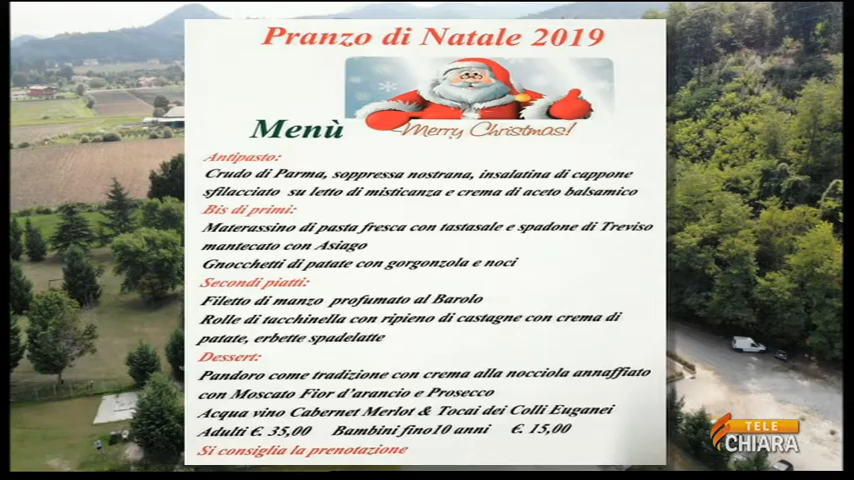 Pranzo di Natale 2019
Merry Christmas!
Menù
Antipasto:
Crudo di Parma, soppressa nostrana, insalatina di cappone
sfilacciato su letto di misticanza e crema di aceto balsamico
Bis di primi:
Materassino di pasta fresca con tastasale e spadone di Treviso
mantecato con Asiago
Gnocchetti di patate con gorgonzola e noci
Secondi piatti:
Filetto di manzo profumato al Barolo
Rolle di tacchinella con ripieno di castagne con crema di
patate, erbette spadelatte
Dessert:
Pandoro come tradizione con crema alla nocciola annaffiato
con Moscato Fior d'arancio e Prosecco
Acqua vino Cabernet Merlot & Tocai dei Colli Euganei
Adulti €. 35,00 Bambini fino10 anni €. 15,00
Si consiglia la prenotazione
TELE
CHIARA